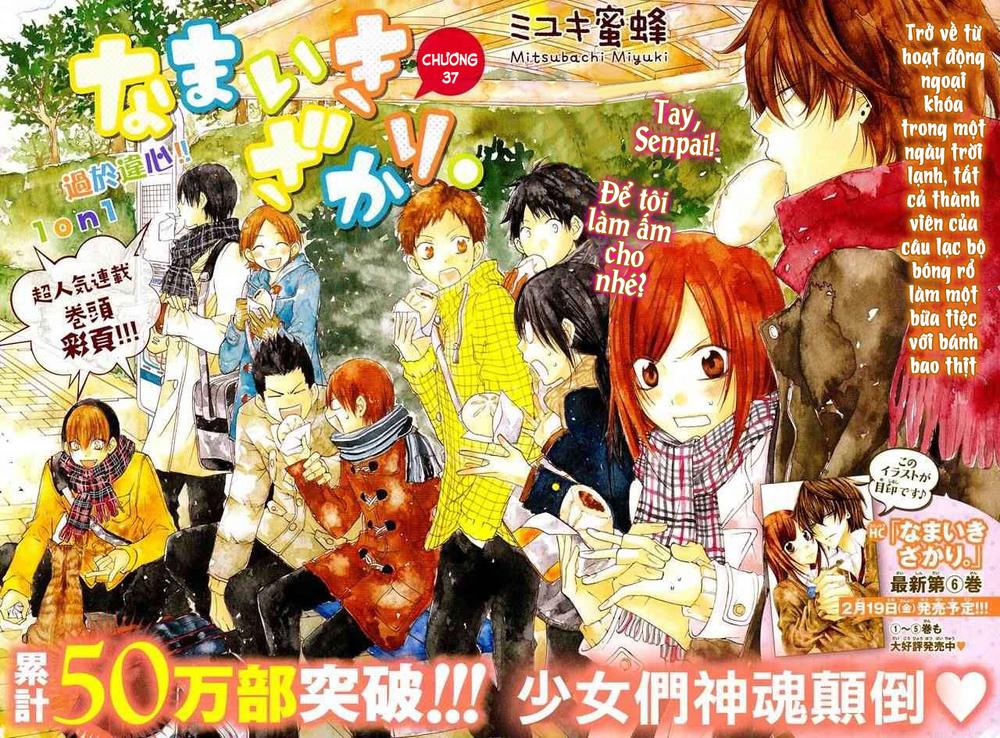 なまいき
ざかり。
CHƯƠNG
37
ミユキ蜜蜂
Mitsubachi Miyuki
過於違心!!
1on1
超人気連載
巻頭
彩頁!!!
Tay,
Senpai!
Để tôi
làm ấm
cho
nhé?
Trở về từ
hoạt động
ngoại
khóa
trong một
ngày trời
lạnh, tất
cả thành
viên của
câu lạc bộ
bóng rổ
làm một
bữa tiệc
với bánh
bao thịt
この
イラストが
目印です♪
HC「なまいき
ざかり。」
最新第⑥巻
2月19日(金)発売予定!!!
①〜⑤巻も
大好評発売中♥
累計50万部突破!!! 少女們神魂顛倒♥